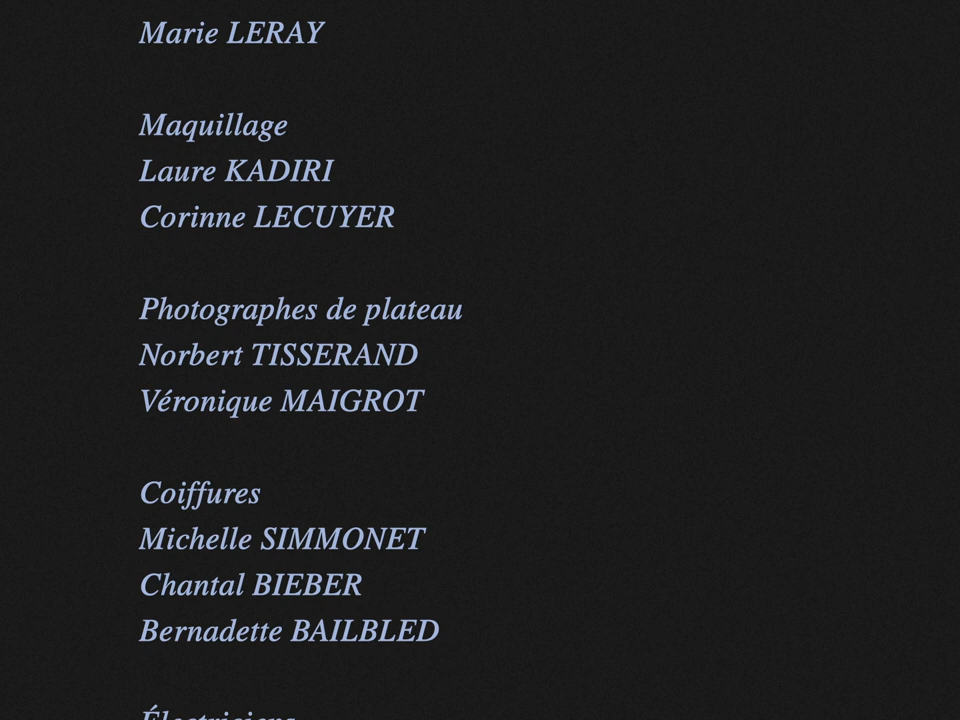 Marie LERAY
Maquillage
Laure KADIRI
Corinne LECUYER
Photographes de plateau
Norbert TISSERAND
Véronique MAIGROT
Coiffures
Michelle SIMMONET
Chantal BIEBER
Bernadette BAILBLED
Électriciens